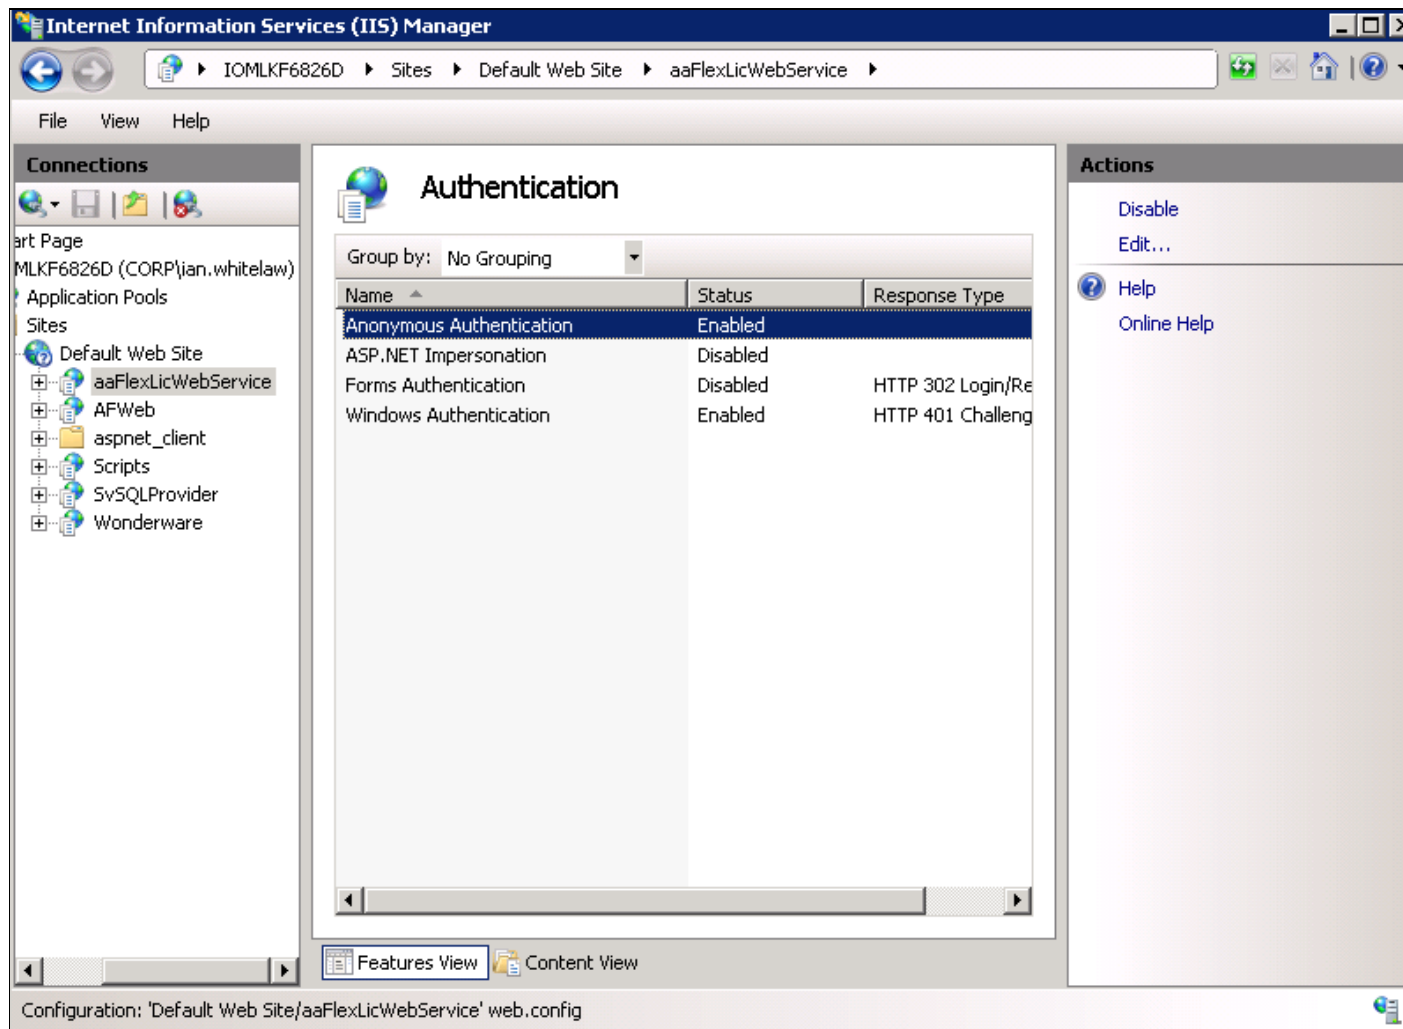 Internet Information Services (IIS) Manager
IOMLKF6826D Sites Default Web Site aaFlexLicWebService
File View Help
Connections
art Page
MLKF6826D (CORP\ian.whitelaw)
Application Pools
Sites
Default Web Site
aaFlexLicWebService
AFWeb
aspnet_client
Scripts
SvSQLProvider
Wonderware
Authentication
Group by: No Grouping
Name Status Response Type
Anonymous Authentication Enabled
ASP.NET Impersonation Disabled
Forms Authentication Disabled HTTP 302 Login/Re
Windows Authentication Enabled HTTP 401 Challeng
Features View Content View
Actions
Disable
Edit...
Help
Online Help
Configuration: 'Default Web Site/aaFlexLicWebService' web.config